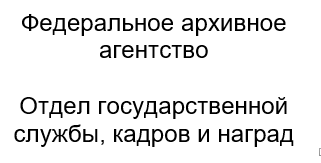 Федеральное архивное
агентство
Отдел государственной
службы, кадров и наград